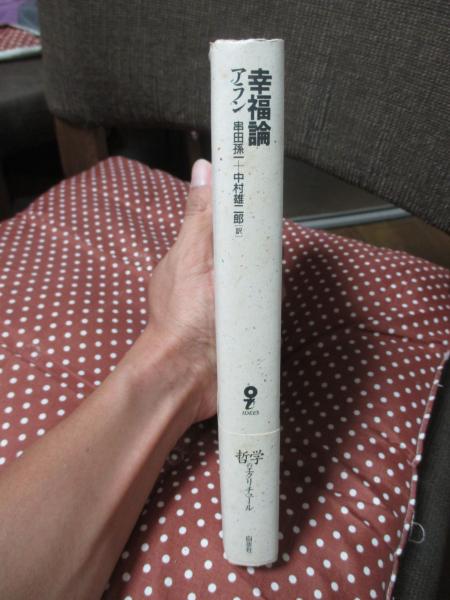 幸福論
アラン
串田孫一＋中村雄二郎[訳]
IDÉES
哲学のエクリチュール
白水社